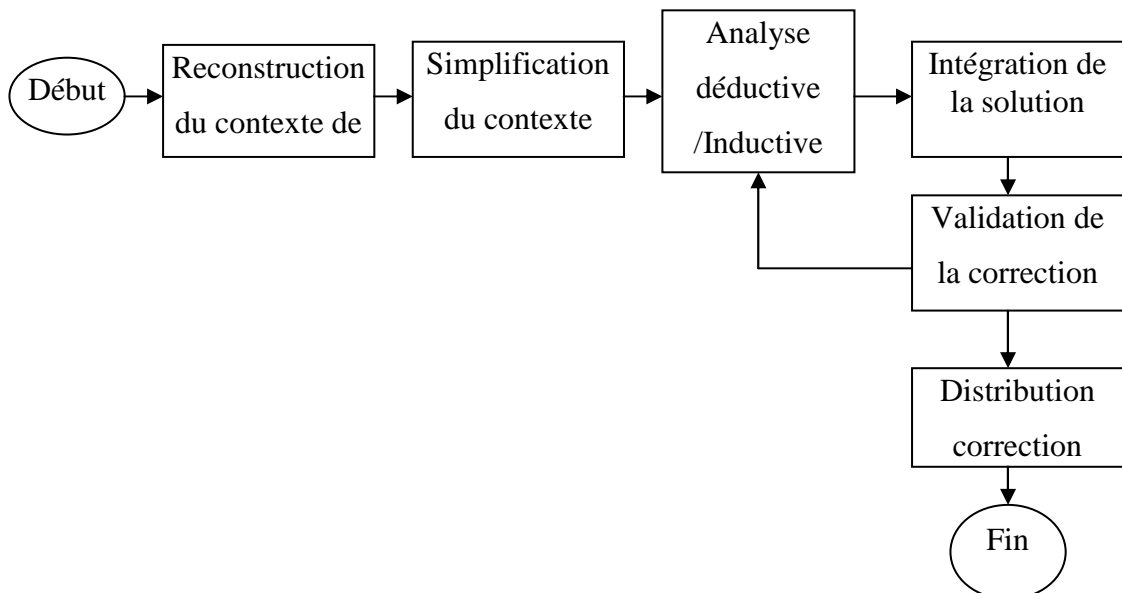 Début
Reconstruction
du contexte de
Simplification
du contexte
Analyse
déductive
/Inductive
Intégration de
la solution
Validation de
la correction
Distribution
correction
Fin